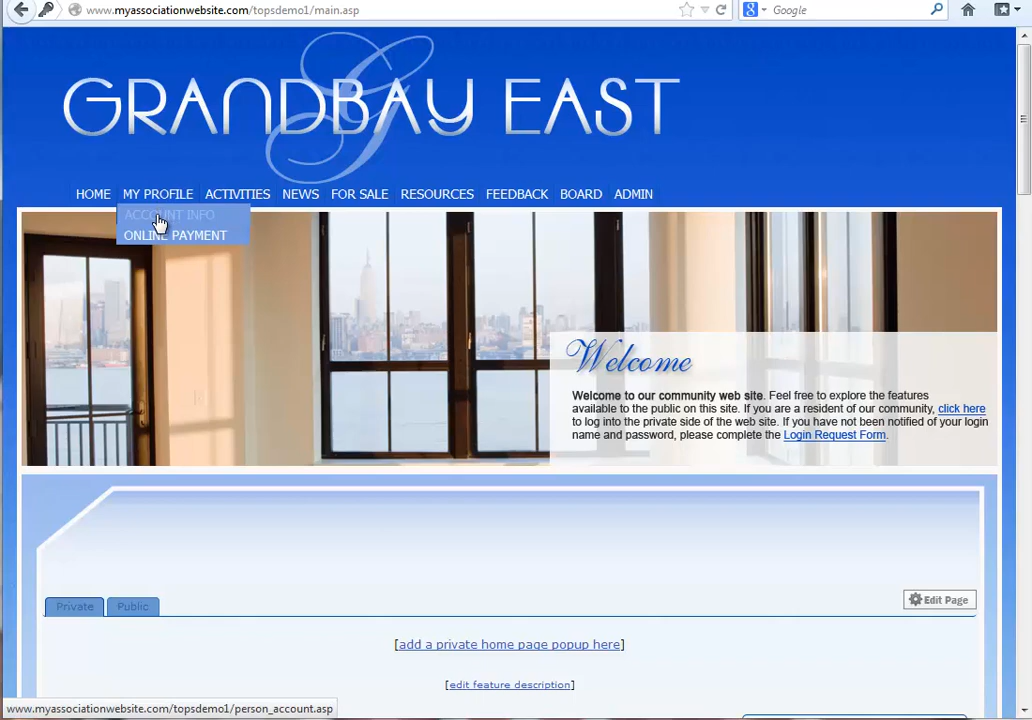 www.myassociationwebsite.com/topsdemo1/main.asp
Google
GRANDBAY EAST
G
HOME MY PROFILE ACTIVITIES NEWS FOR SALE RESOURCES FEEDBACK BOARD ADMIN
ACCOUNT INFO
ONLINE PAYMENT
Welcome
Welcome to our community web site. Feel free to explore the features
available to the public on this site. If you are a resident of our community, click here
to log into the private side of the web site. If you have not been notified of your login
name and password, please complete the Login Request Form.
Private Public
Edit Page
[add a private home page popup here]
[edit feature description]
www.myassociationwebsite.com/topsdemo1/person_account.asp